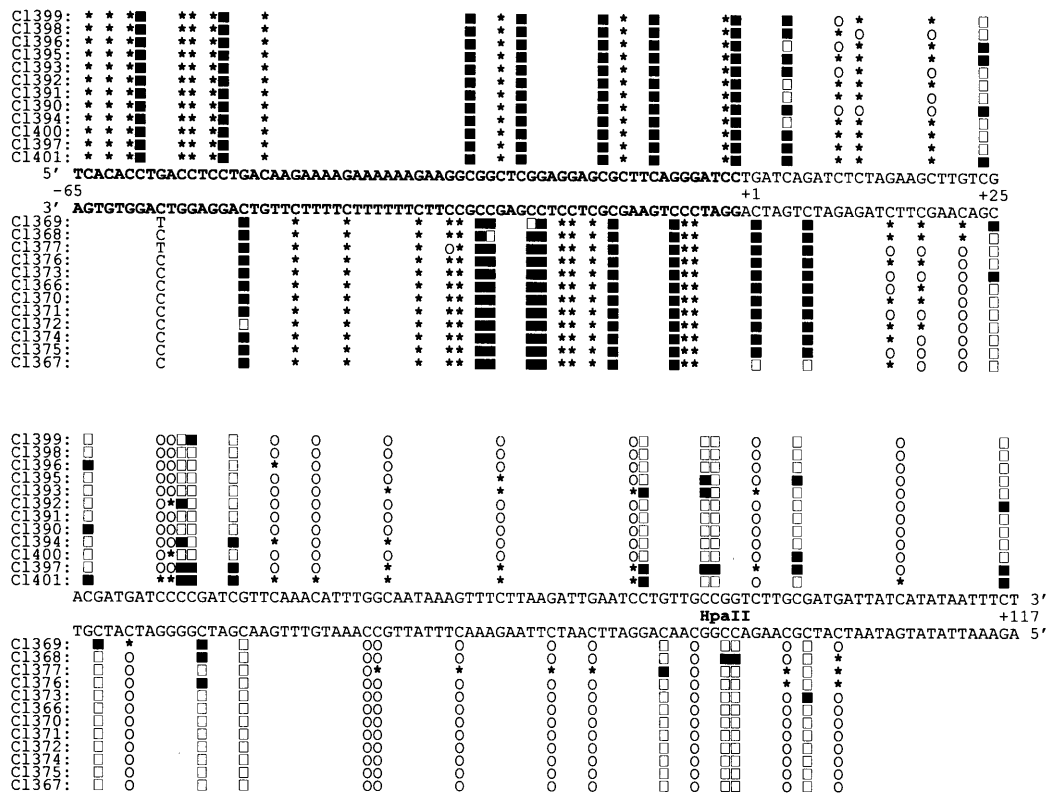 C1399:
C1398:
C1396:
C1395:
C1393:
C1392:
C1391:
C1390:
C1394:
C1400:
C1397:
C1401:
5' TCACACCTGACCTCCTGACAAGAAAAGAAAAAAGAAGGCGGCTCGGAGGAGCGCTTCAGGGATCCTGATCAGATCTCTAGAAGCTTGTCG
-65 +1 +25
3' AGTGTGGACTGGAGGACTGTTCTTTTCTTTTTTCTTCCGCCGAGCCTCCTCGCGAAGTCCCTAGGACTAGTCTAGAGATCTTCGAACAGC
C1369: T
C1368: C
C1377: T
C1376: C
C1373: C
C1366: C
C1370: C
C1371: C
C1372: C
C1374: C
C1375: C
C1367: C
C1399:
C1398:
C1396:
C1395:
C1393:
C1392:
C1391:
C1390:
C1394:
C1400:
C1397:
C1401:
ACGATGATCCCCGATCGTTCAAACATTTGGCAATAAAGTTTCTTAAGATTGAATCCTGTTGCCGGTCTTGCGATGATTATCATATAATTTCT 3'
HpaII +117
TGCTACTAGGGGCTAGCAAGTTTGTAAACCGTTATTTCAAAGAATTCTAACTTAGGACAACGGCCAGAACGCTACTAATAGTATATTAAAGA 5'
C1369:
C1368:
C1377:
C1376:
C1373:
C1366:
C1370:
C1371:
C1372:
C1374:
C1375:
C1367: